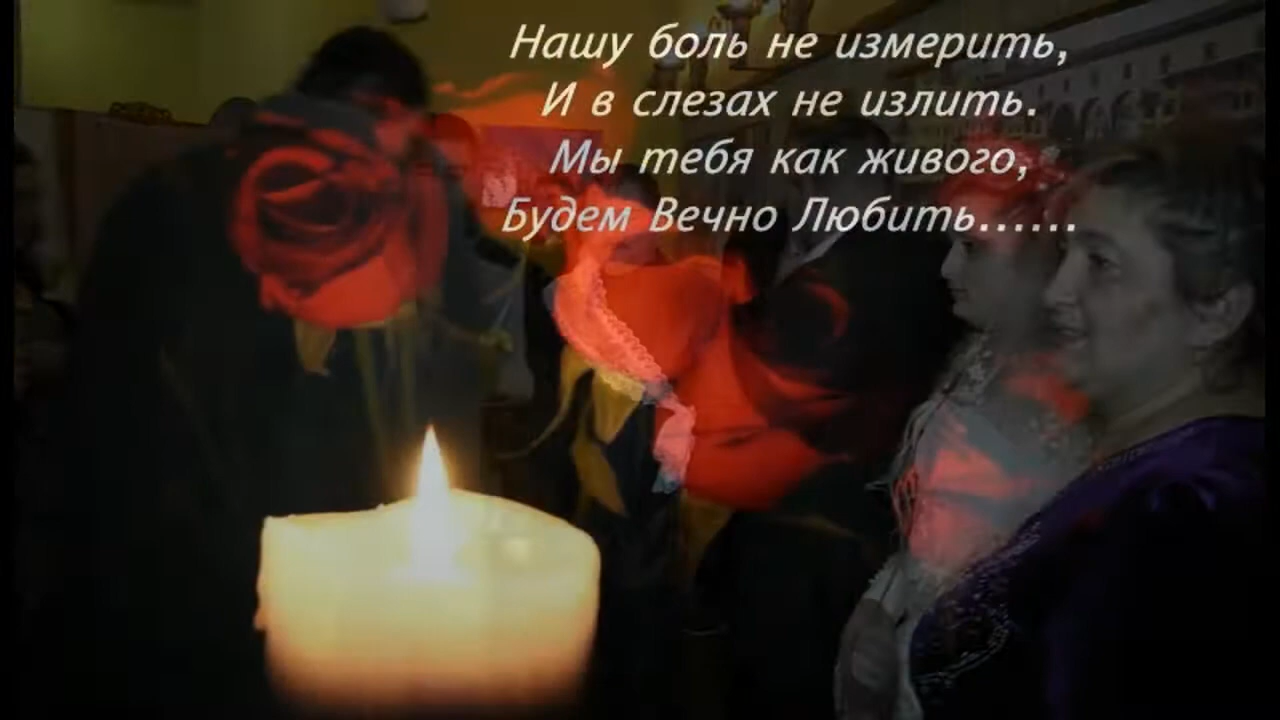 Нашу боль не измерить,
И в слезах не излить.
Мы тебя как живого,
Будем Вечно Любить......